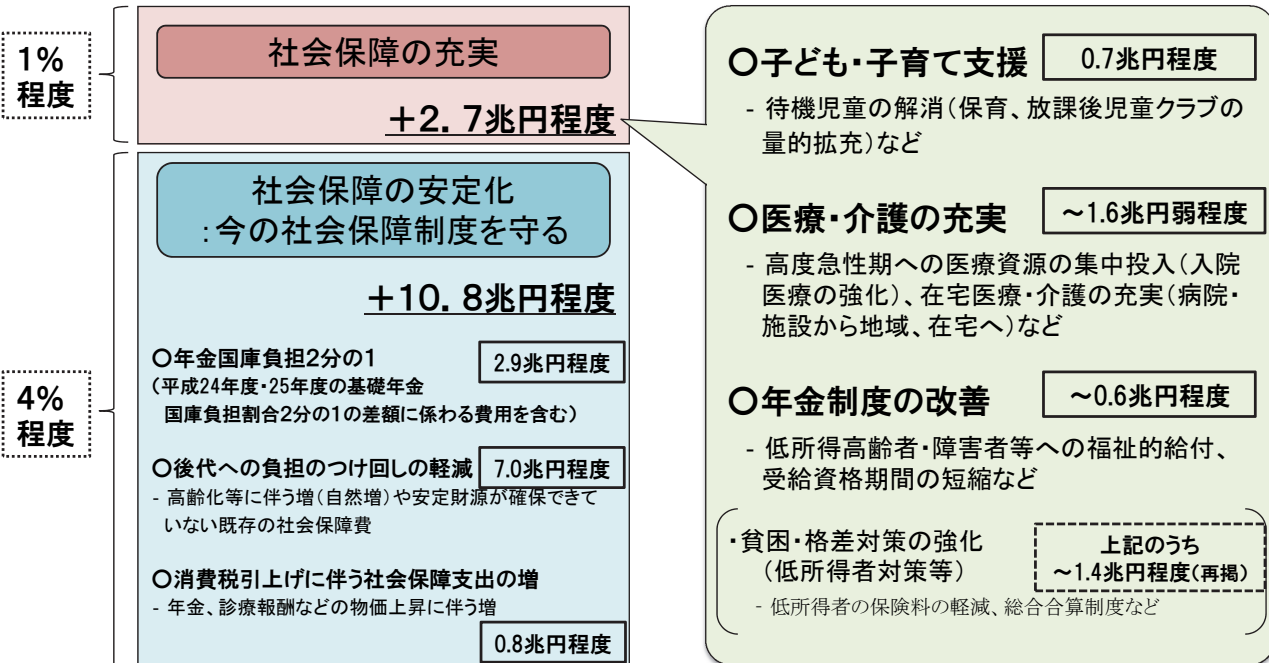 1%
程度
社会保障の充実
+2.7兆円程度
4%
程度
社会保障の安定化
:今の社会保障制度を守る
+10.8兆円程度
○年金国庫負担2分の1
2.9兆円程度
(平成24年度・25年度の基礎年金
国庫負担割合2分の1の差額に係わる費用を含む)
○後代への負担のつけ回しの軽減
7.0兆円程度
- 高齢化等に伴う増(自然増)や安定財源が確保できて
いない既存の社会保障費
○消費税引上げに伴う社会保障支出の増
- 年金、診療報酬などの物価上昇に伴う増
0.8兆円程度
○子ども・子育て支援
0.7兆円程度
- 待機児童の解消(保育、放課後児童クラブの
量的拡充)など
○医療・介護の充実
~1.6兆円弱程度
- 高度急性期への医療資源の集中投入(入院
医療の強化)、在宅医療・介護の充実(病院・
施設から地域、在宅へ)など
○年金制度の改善
~0.6兆円程度
- 低所得高齢者・障害者等への福祉的給付、
受給資格期間の短縮など
・貧困・格差対策の強化
(低所得者対策等)
上記のうち
~1.4兆円程度(再掲)
- 低所得者の保険料の軽減、総合合算制度など